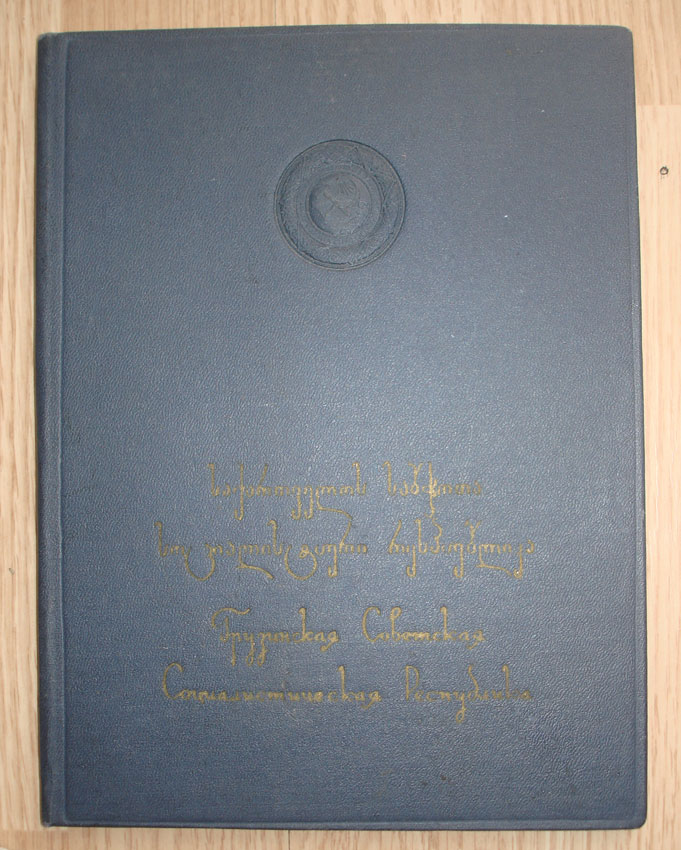 საქართველოს საბჭოთა
სოციალისტური რესპუბლიკა
Грузинская Советская
Социалистическая Республика